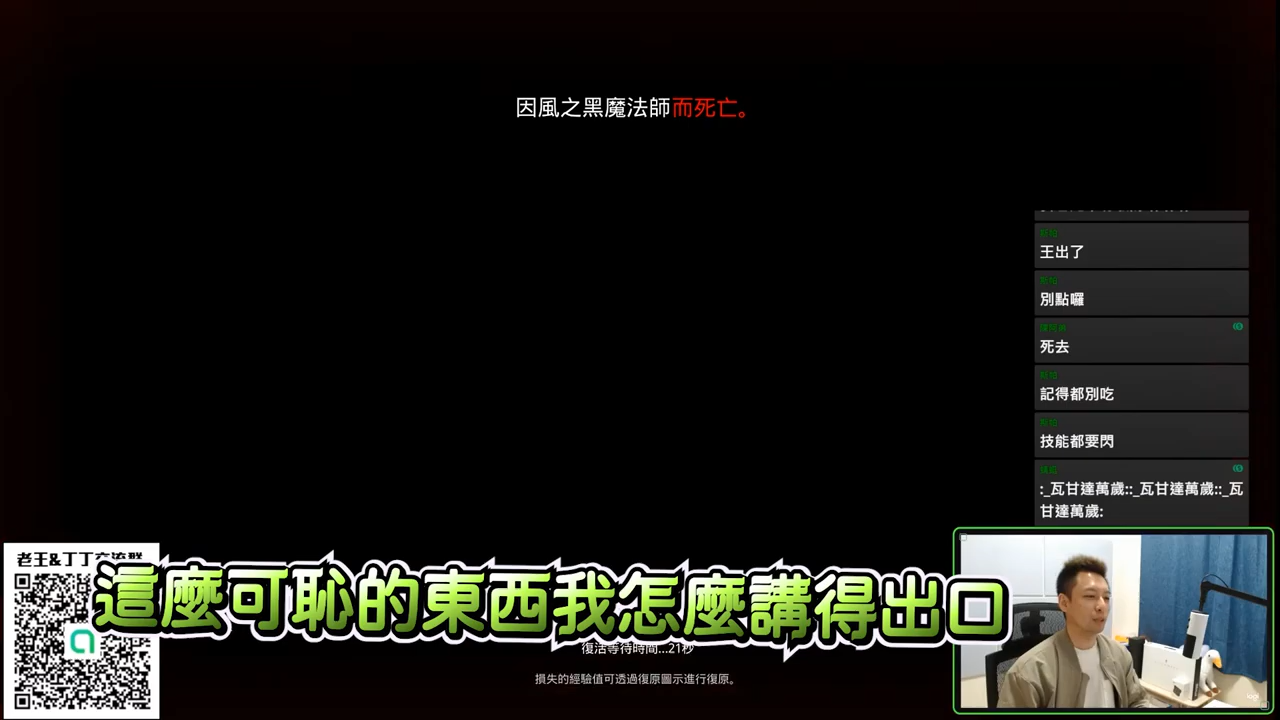 因風之黑魔法師而死亡。
王出了
別點囉
死去
記得都別吃
技能都要閃
:_瓦甘達萬歲::_瓦甘達萬歲::_瓦
甘達萬歲:
老王&丁丁交流群
這麼可恥的東西我怎麼講得出口
復活等待時間...21秒
損失的經驗值可透過復原圖示進行復原。